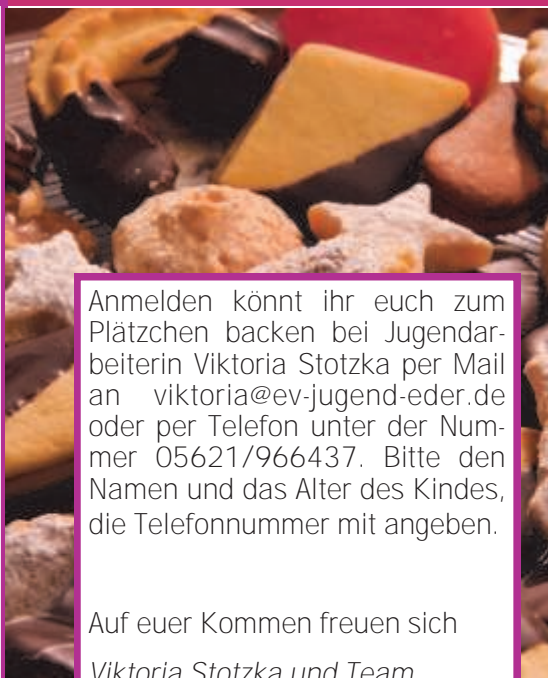 Anmelden könnt ihr euch zum
Plätzchen backen bei Jugendar-
beiterin Viktoria Stotzka per Mail
an viktoria@ev-jugend-eder.de
oder per Telefon unter der Num-
mer 05621/966437. Bitte den
Namen und das Alter des Kindes,
die Telefonnummer mit angeben.
Auf euer Kommen freuen sich
Viktoria Stotzka und Team